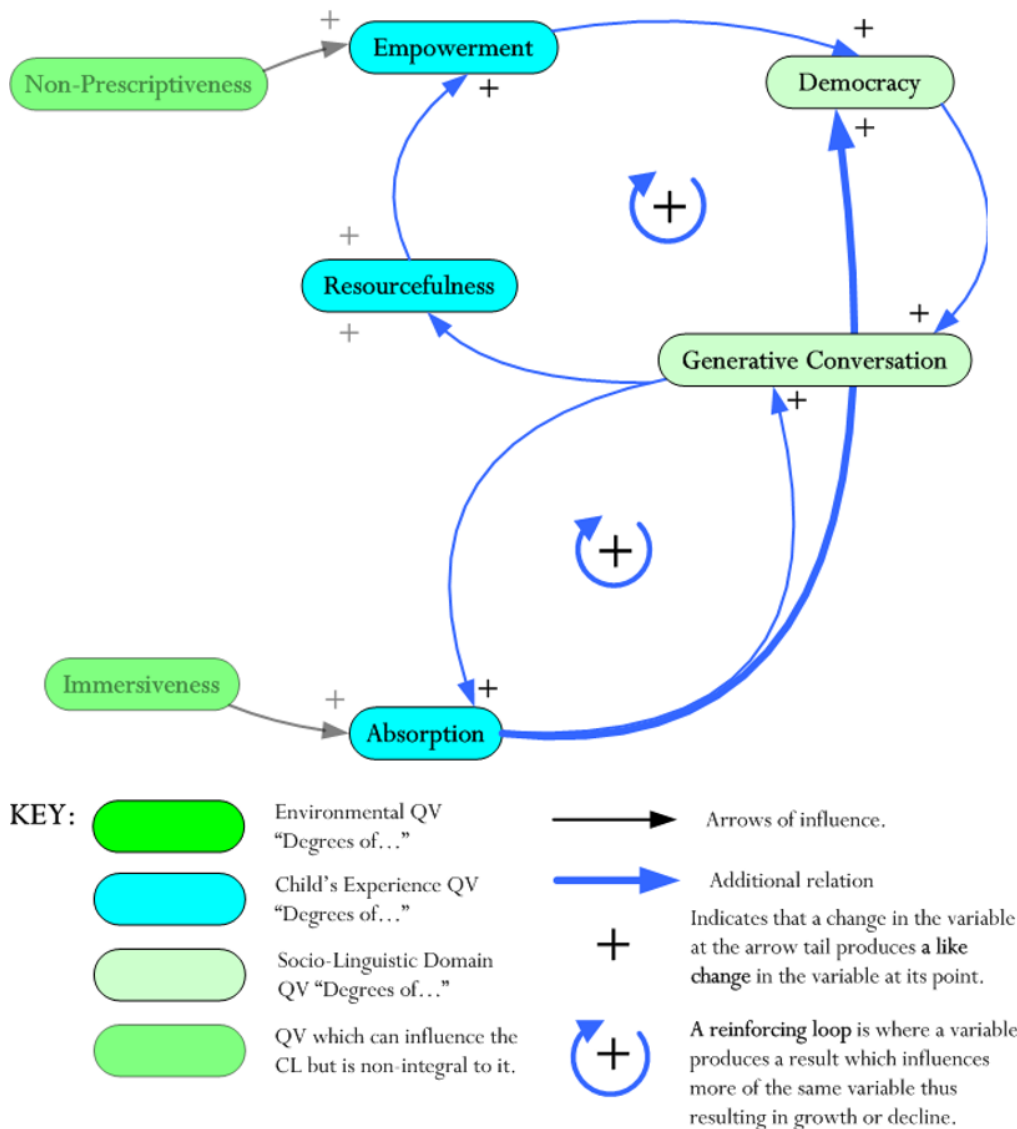 +
Empowerment
+
Non-Prescriptiveness
+
Democracy
+
+
+
+
Resourcefulness
+
+
Generative Conversation
+
+
Immersiveness
+
+
Absorption
KEY:
Environmental QV
“Degrees of…”
Child’s Experience QV
“Degrees of…”
Socio-Linguistic Domain
QV “Degrees of…”
QV which can influence the
CL but is non-integral to it.
Arrows of influence.
Additional relation
+
Indicates that a change in the variable
at the arrow tail produces a like
change in the variable at its point.
+
A reinforcing loop is where a variable
produces a result which influences
more of the same variable thus
resulting in growth or decline.